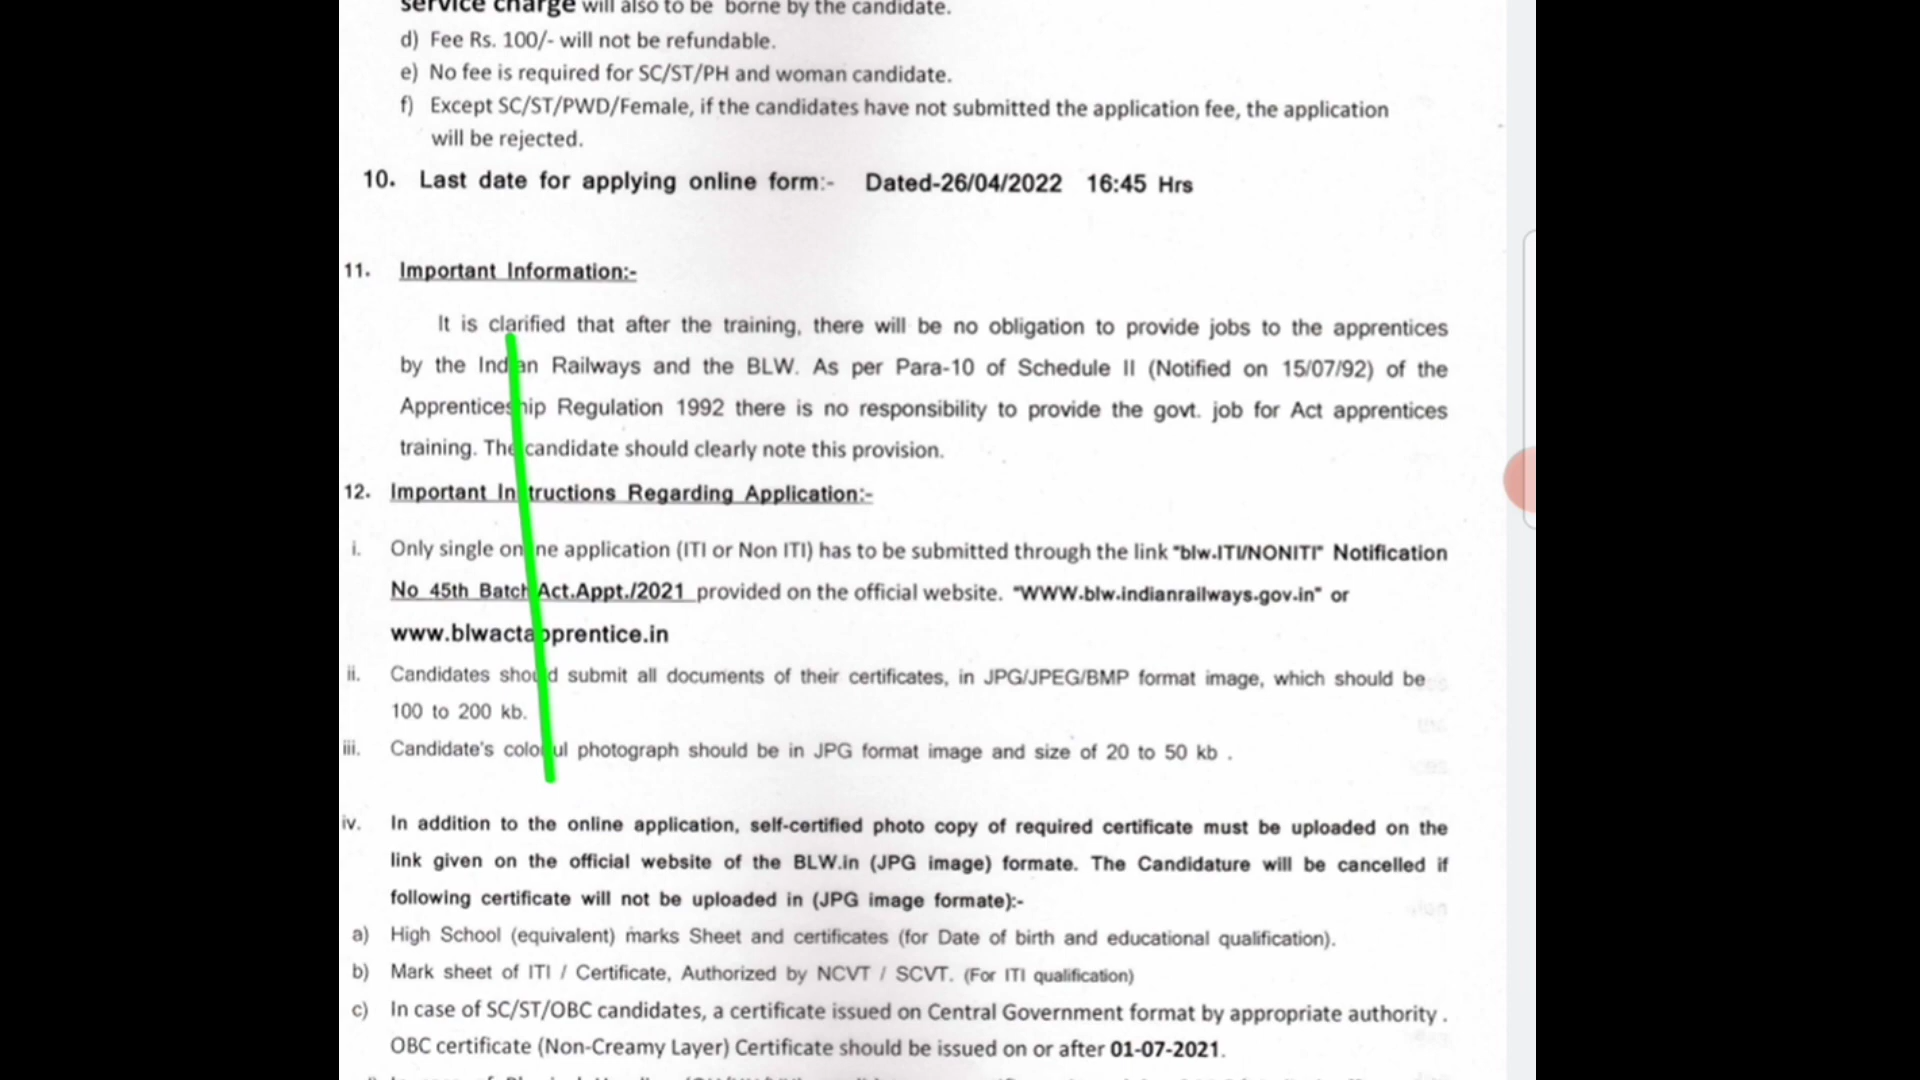 service charge will also to be borne by the candidate.
d) Fee Rs. 100/- will not be refundable.
e) No fee is required for SC/ST/PH and woman candidate.
f) Except SC/ST/PWD/Female, if the candidates have not submitted the application fee, the application
will be rejected.
10. Last date for applying online form:- Dated-26/04/2022 16:45 Hrs
11. Important Information:-
It is clarified that after the training, there will be no obligation to provide jobs to the apprentices
by the Indian Railways and the BLW. As per Para-10 of Schedule II (Notified on 15/07/92) of the
Apprenticeship Regulation 1992 there is no responsibility to provide the govt. job for Act apprentices
training. The candidate should clearly note this provision.
12. Important Instructions Regarding Application:-
i. Only single online application (ITI or Non ITI) has to be submitted through the link "blw.ITI/NONITI" Notification
No 45th Batch Act.Appt./2021 provided on the official website. "WWW.blw.indianrailways.gov.in" or
www.blwactapprentice.in
ii. Candidates should submit all documents of their certificates, in JPG/JPEG/BMP format image, which should be
100 to 200 kb.
iii. Candidate's colorful photograph should be in JPG format image and size of 20 to 50 kb .
iv. In addition to the online application, self-certified photo copy of required certificate must be uploaded on the
link given on the official website of the BLW.in (JPG image) formate. The Candidature will be cancelled if
following certificate will not be uploaded in (JPG image formate):-
a) High School (equivalent) marks Sheet and certificates (for Date of birth and educational qualification).
b) Mark sheet of ITI / Certificate, Authorized by NCVT / SCVT. (For ITI qualification)
c) In case of SC/ST/OBC candidates, a certificate issued on Central Government format by appropriate authority .
OBC certificate (Non-Creamy Layer) Certificate should be issued on or after 01-07-2021.